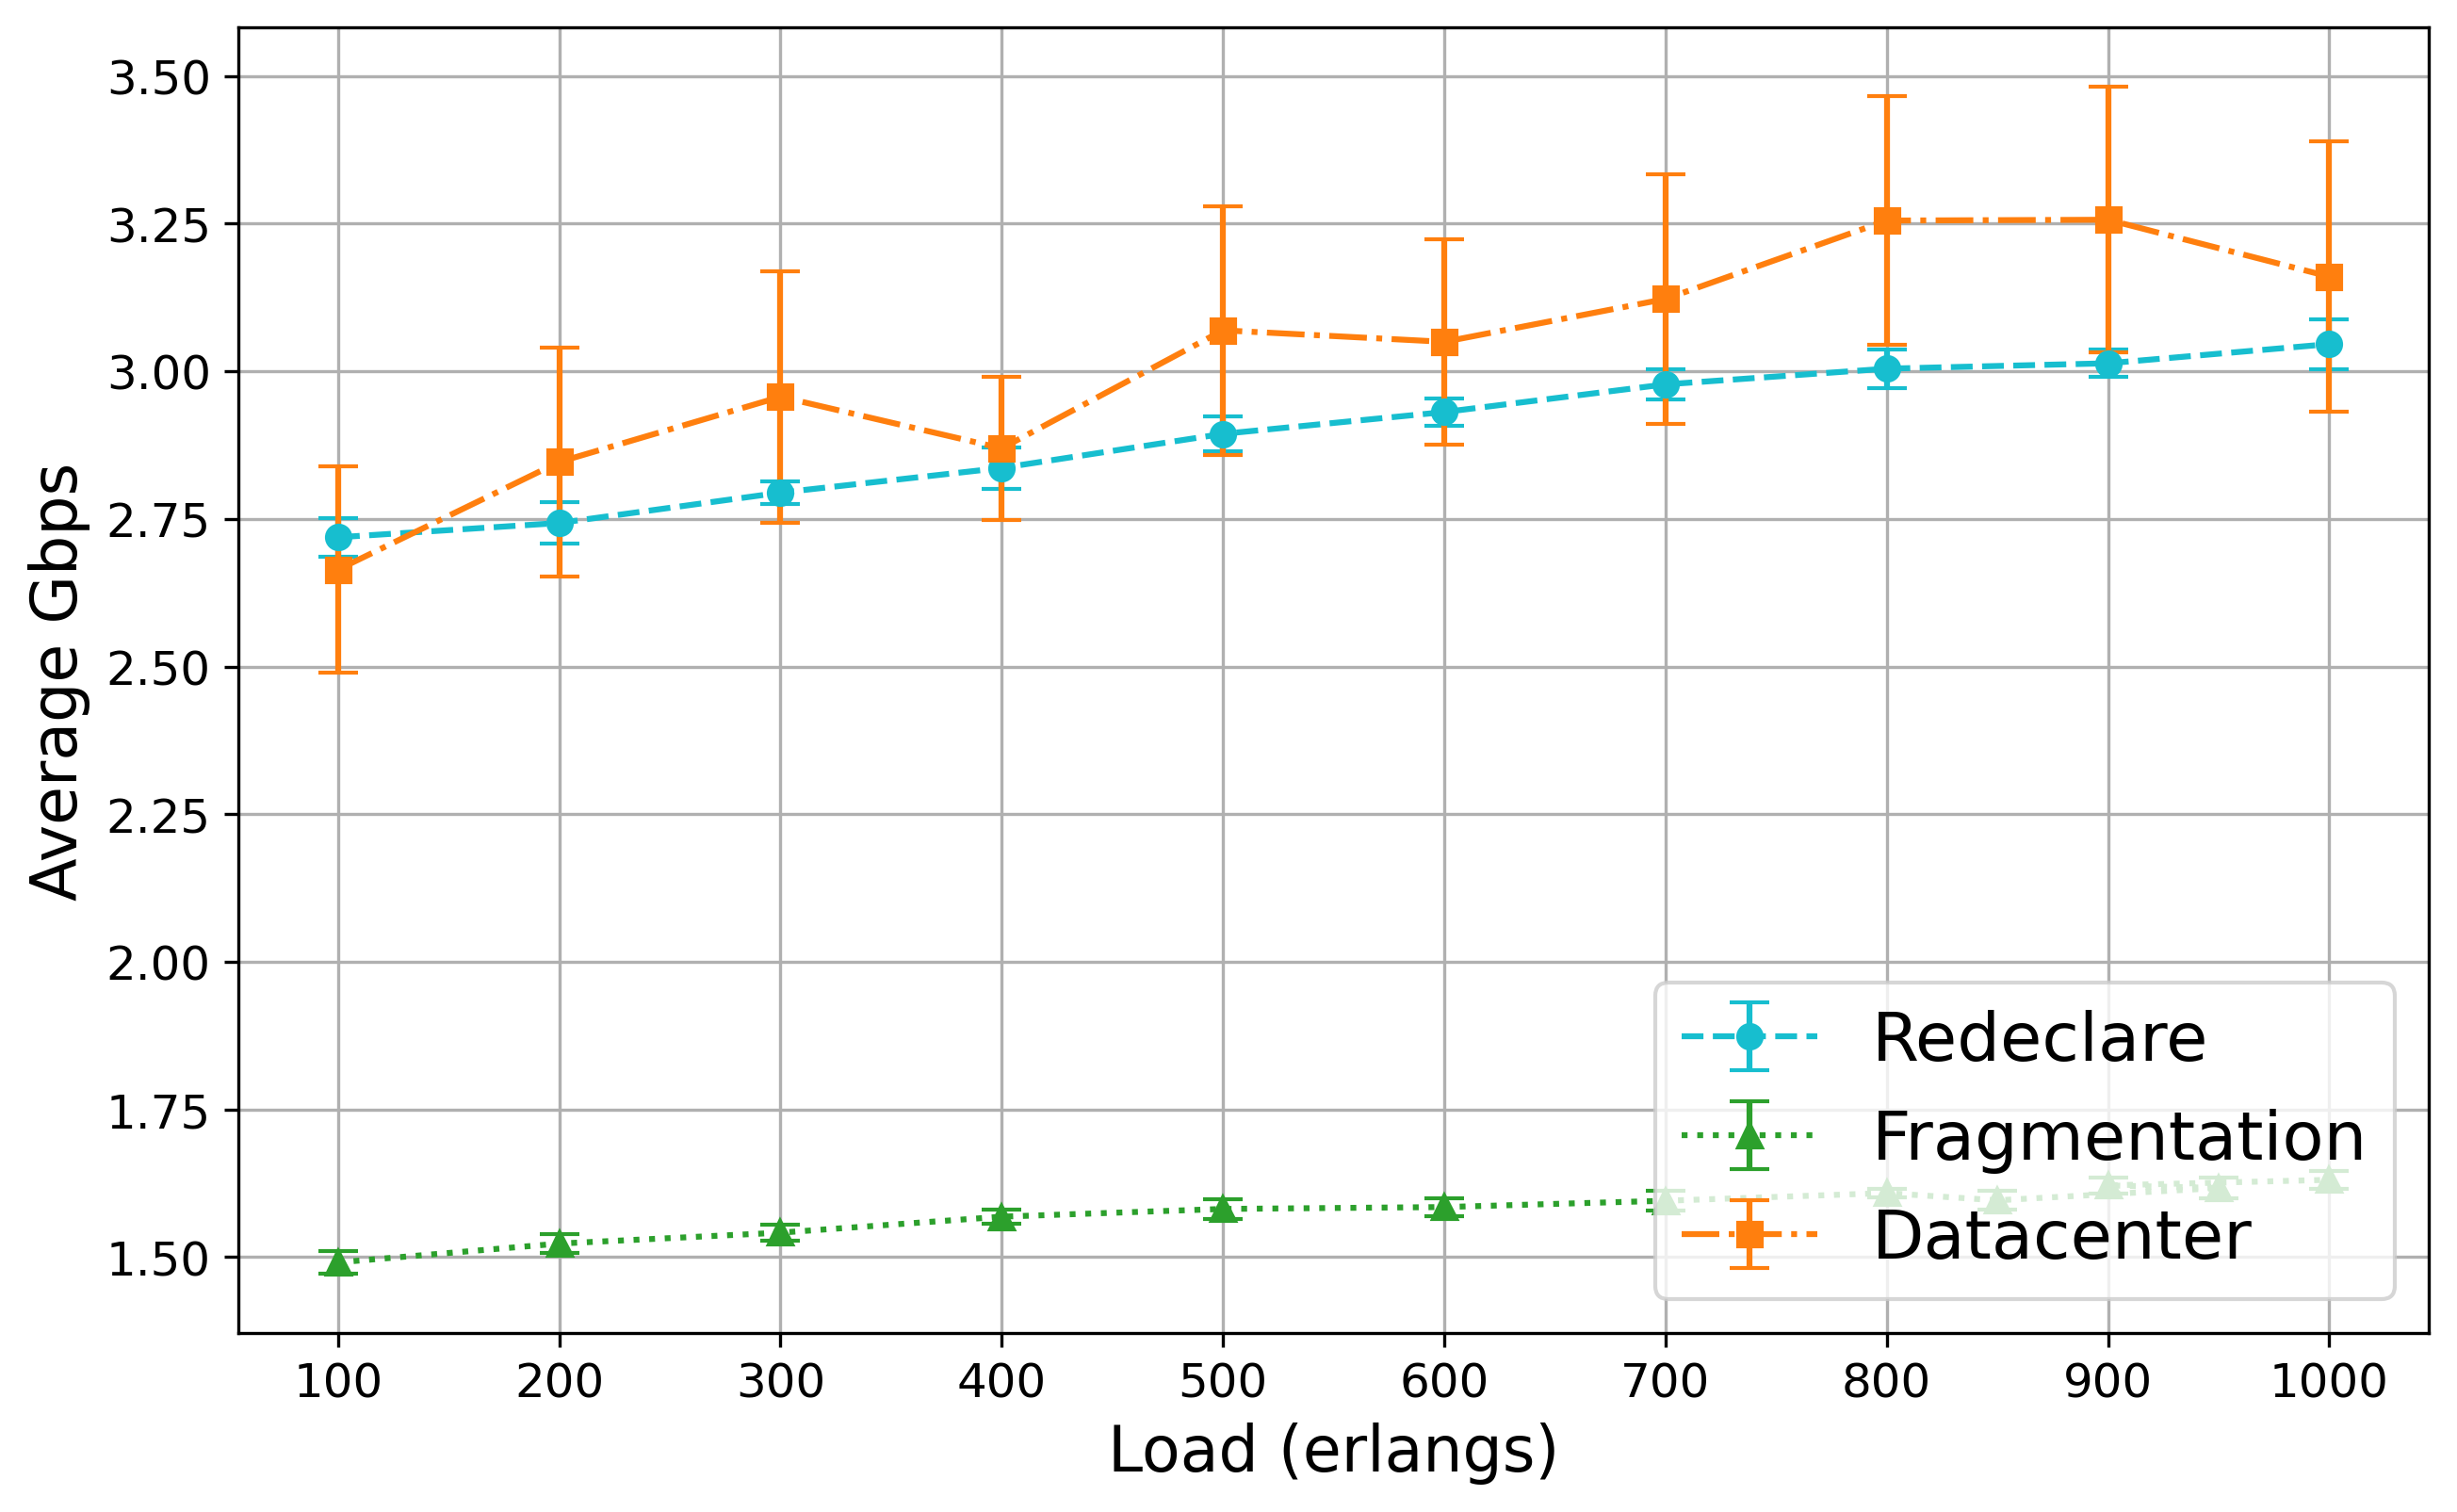 3.50
3.25
3.00
2.75
2.50
2.25
2.00
1.75
1.50
Average Gbps
Redeclare
Fragmentation
Datacenter
100 200 300 400 500 600 700 800 900 1000
Load (erlangs)